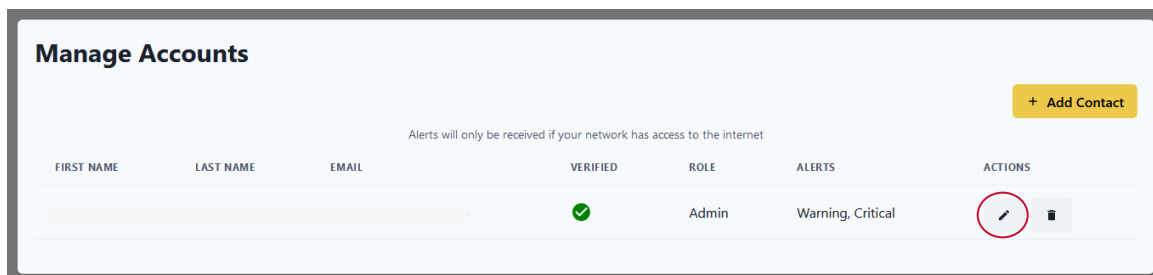 Manage Accounts
+ Add Contact
Alerts will only be received if your network has access to the internet
FIRST NAME LAST NAME EMAIL VERIFIED ROLE ALERTS ACTIONS
Admin Warning, Critical